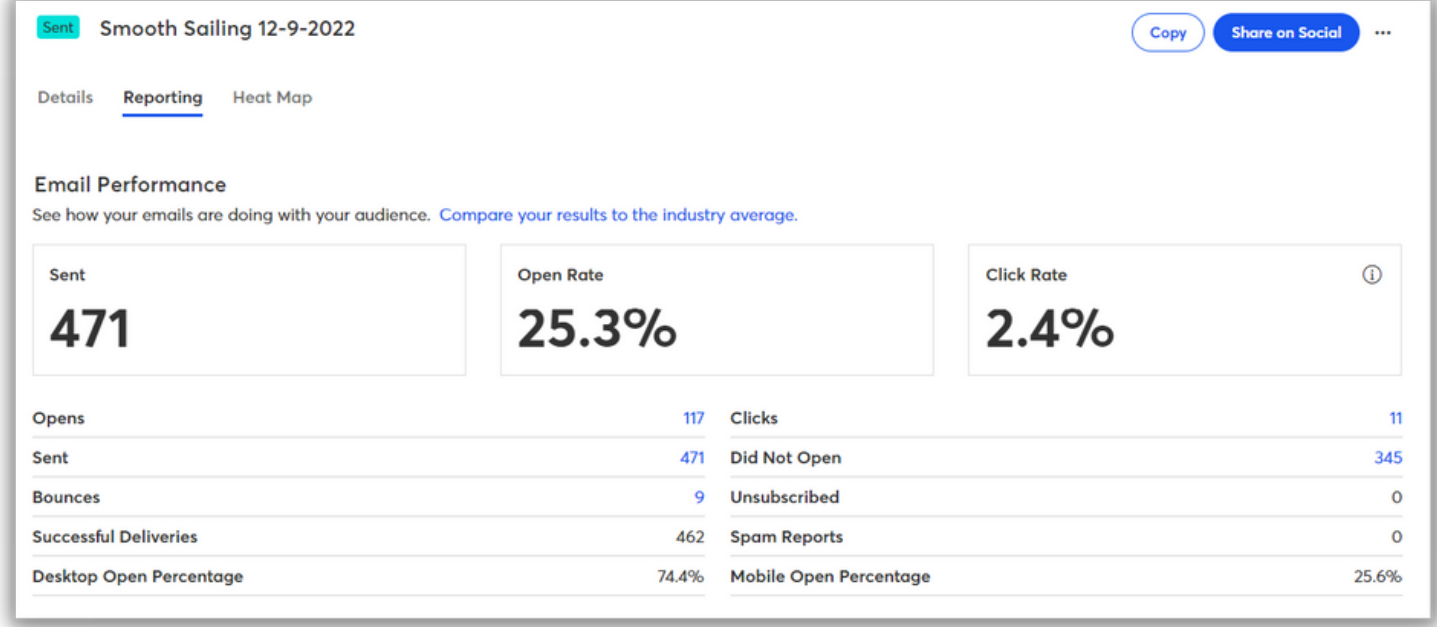 Sent Smooth Sailing 12-9-2022 Copy Share on Social ...
Details Reporting Heat Map
Email Performance
See how your emails are doing with your audience. Compare your results to the industry average.
Sent Open Rate Click Rate
471 25.3% 2.4%
Opens 117 Clicks 11
Sent 471 Did Not Open 345
Bounces 9 Unsubscribed 0
Successful Deliveries 462 Spam Reports 0
Desktop Open Percentage 74.4% Mobile Open Percentage 25.6%